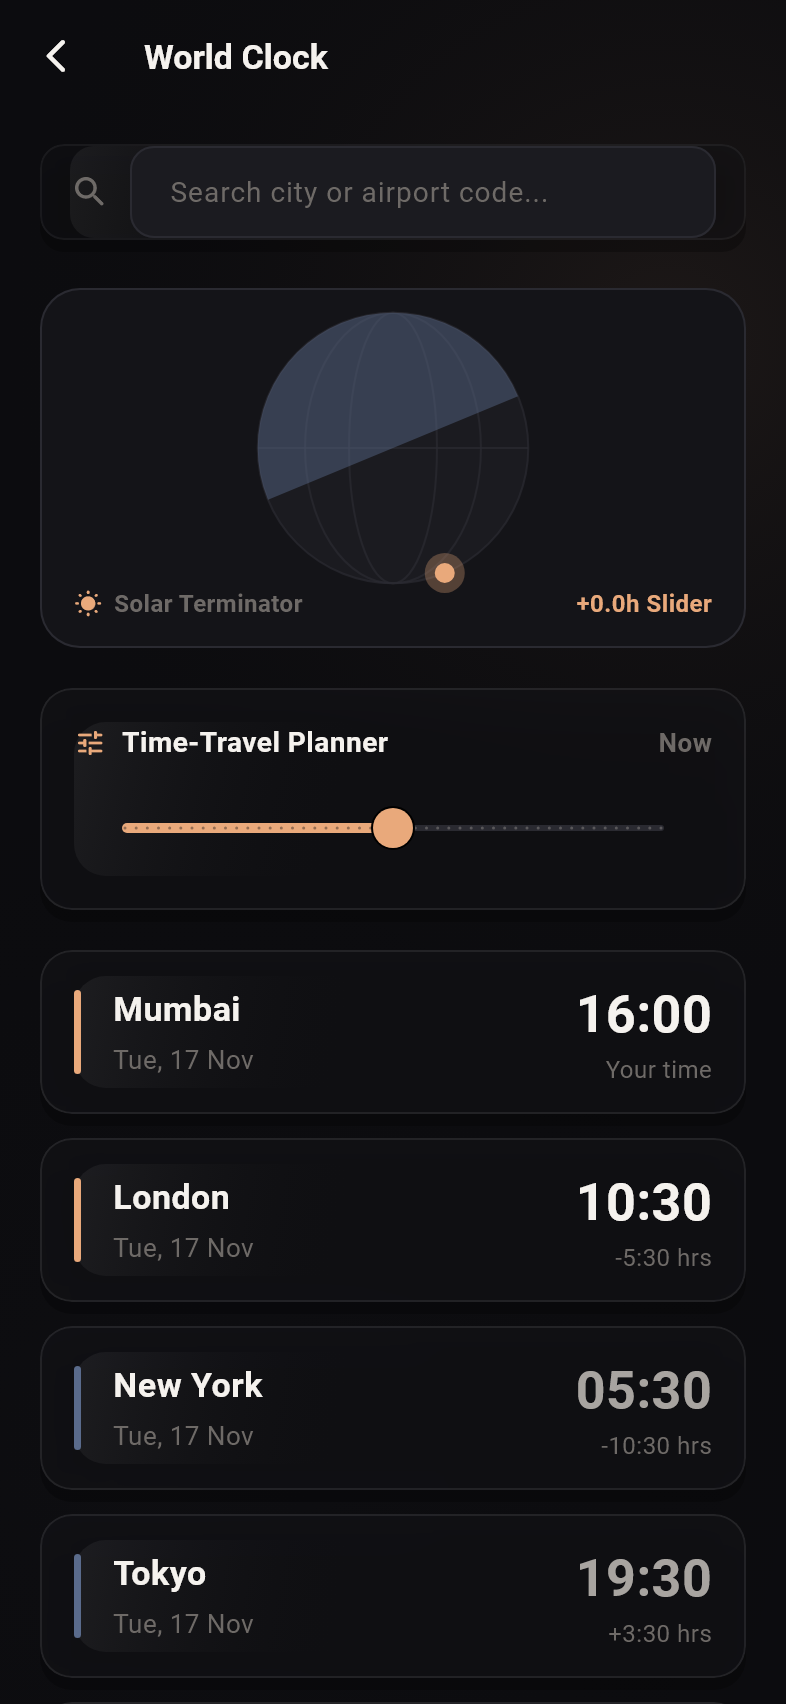 World Clock
Search city or airport code...
Solar Terminator
+0.0h Slider
Time-Travel Planner
Now
Mumbai
16:00
Tue, 17 Nov
Your time
London
10:30
Tue, 17 Nov
-5:30 hrs
New York
05:30
Tue, 17 Nov
-10:30 hrs
Tokyo
19:30
Tue, 17 Nov
+3:30 hrs